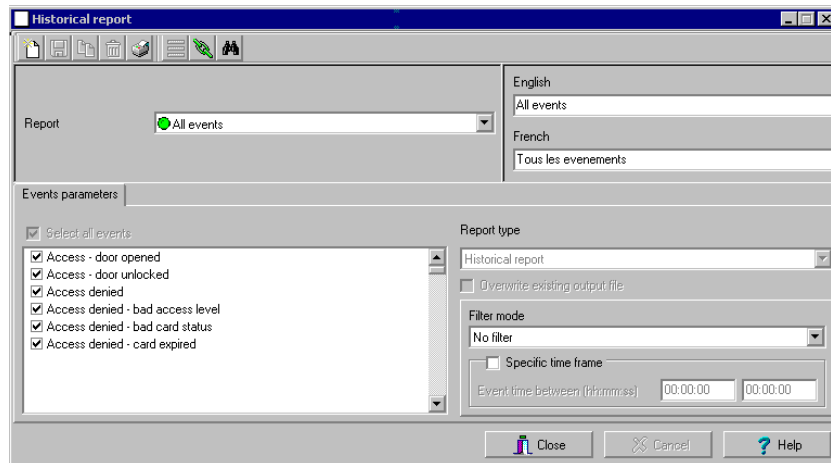 Historical report
English
All events
Report
All events
French
Tous les evenements
Events parameters
Select all events
Access - door opened
Access - door unlocked
Access denied
Access denied - bad access level
Access denied - bad card status
Access denied - card expired
Report type
Historical report
Overwrite existing output file
Filter mode
No filter
Specific time frame
Event time between (hh:mm:ss) 00:00:00 00:00:00
Close Cancel ? Help